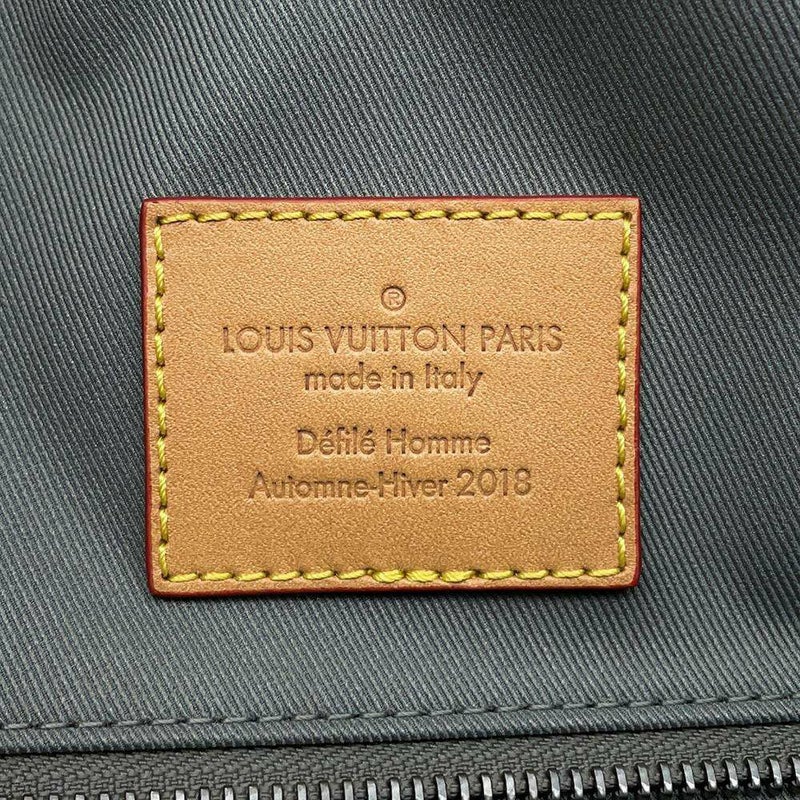 ®
LOUIS VUITTON PARIS
made in Italy
Défilé Homme
Automne-Hiver 2018